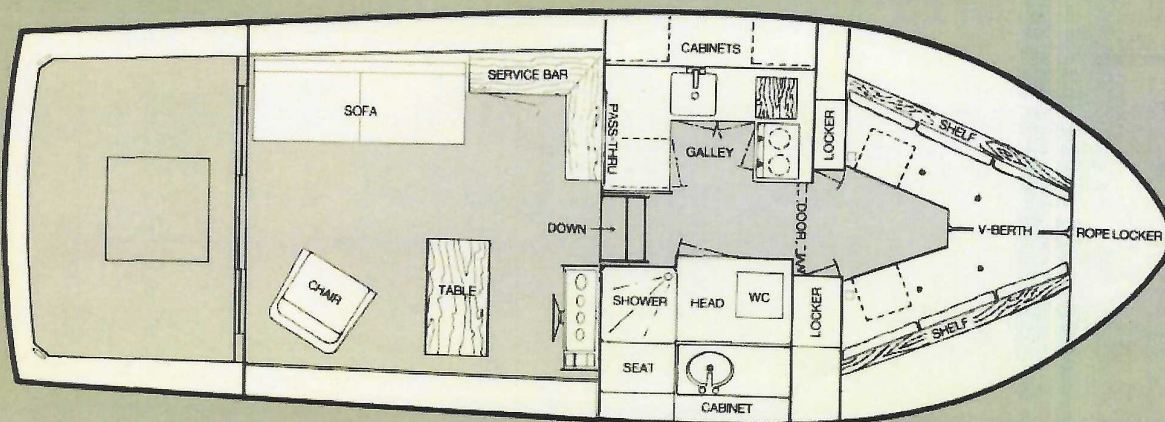 CABINETS
SERVICE BAR
SOFA
PASS-THRU
GALLEY
LOCKER
SHELF
DOWN
DOOR, JAM
V-BERTH
ROPE LOCKER
CHAIR
TABLE
SHOWER
HEAD
WC
LOCKER
SHELF
SEAT
CABINET